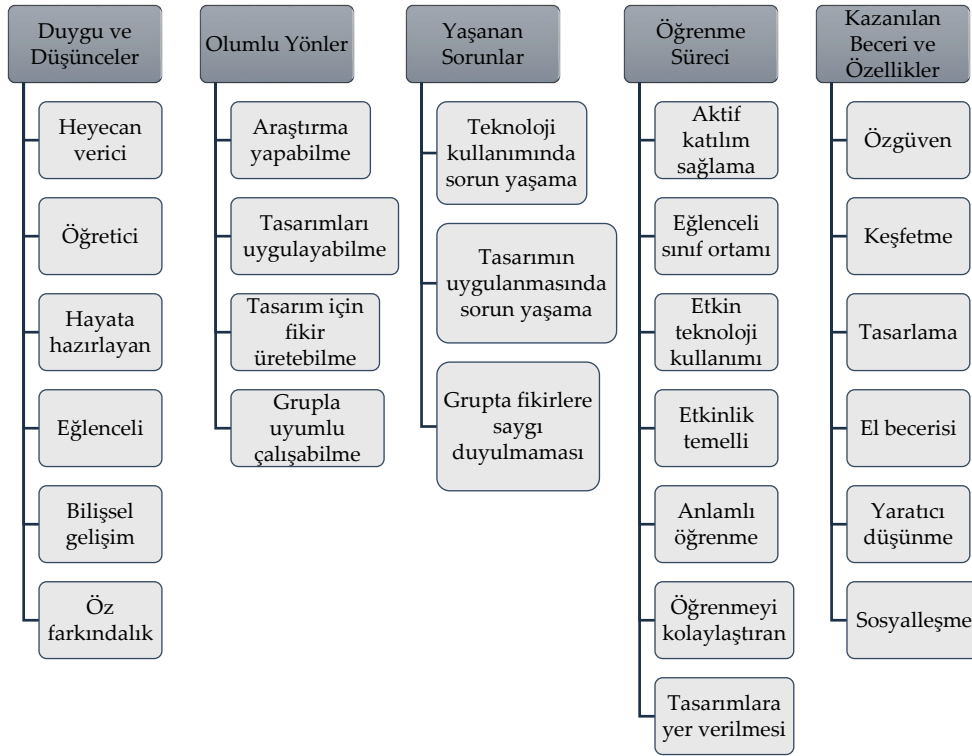 Duygu ve
Düşünceler
Heyecan
verici
Öğretici
Hayata
hazırlayan
Eğlenceli
Bilişsel
gelişim
Öz
farkındalık
Olumlu Yönler
Araştırma
yapabilme
Tasarımları
uygulayabilme
Tasarım için
fikir
üretebilme
Grupla
uyumlu
çalışabilme
Yaşanan
Sorunlar
Teknoloji
kullanımında
sorun yaşama
Tasarımın
uygulanmasında
sorun yaşama
Grupta fikirlere
saygı
duyulmaması
Öğrenme
Süreci
Aktif
katılım
sağlama
Eğlenceli
sınıf ortamı
Etkin
teknoloji
kullanımı
Etkinlik
temelli
Anlamlı
öğrenme
Öğrenmeyi
kolaylaştıran
Tasarımlara
yer verilmesi
Kazanılan
Beceri ve
Özellikler
Özgüven
Keşfetme
Tasarlama
El becerisi
Yaratıcı
düşünme
Sosyalleşme